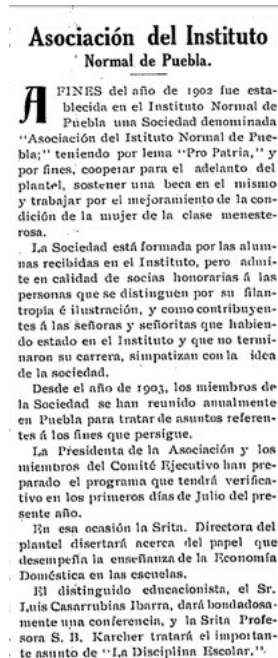 Asociación del Instituto
Normal de Puebla.
A FINES del año de 1902 fue esta-
blecida en el Instituto Normal de
Puebla una Sociedad denominada
"Asociación del Istituto Normal de Pue-
bla;" teniendo por lema "Pro Patria," y
por fines, cooperar para el adelanto del
plantel, sostener una beca en el mismo
y trabajar por el mejoramiento de la con-
dición de la mujer de la clase meneste-
rosa.
La Sociedad está formada por las alum-
nas recibidas en el Instituto, pero admi-
te en calidad de socias honorarias á las
personas que se distinguen por su filan-
tropía é ilustración, y como contribuyen-
tes á las señoras y señoritas que habien-
do estado en el Instituto y que no termi-
naron su carrera, simpatizan con la idea
de la sociedad.
Desde el año de 1903, los miembros de
la Sociedad se han reunido anualmente
en Puebla para tratar de asuntos referen-
tes á los fines que persigue.
La Presidenta de la Asociación y los
miembros del Comité Ejecutivo han pre-
parado el programa que tendrá verifica-
tivo en los primeros días de Julio del pre-
sente año.
En esa ocasión la Srita. Directora del
plantel disertará acerca del papel que
desempeña la enseñanza de la Economía
Doméstica en las escuelas.
El distinguido educacionista, el Sr.
Luis Casarrubias Ibarra, dará bondadosa-
mente una conferencia, y la Srita Profe-
sora S. B. Karcher tratará el importan-
te asunto de "La Disciplina Escolar."